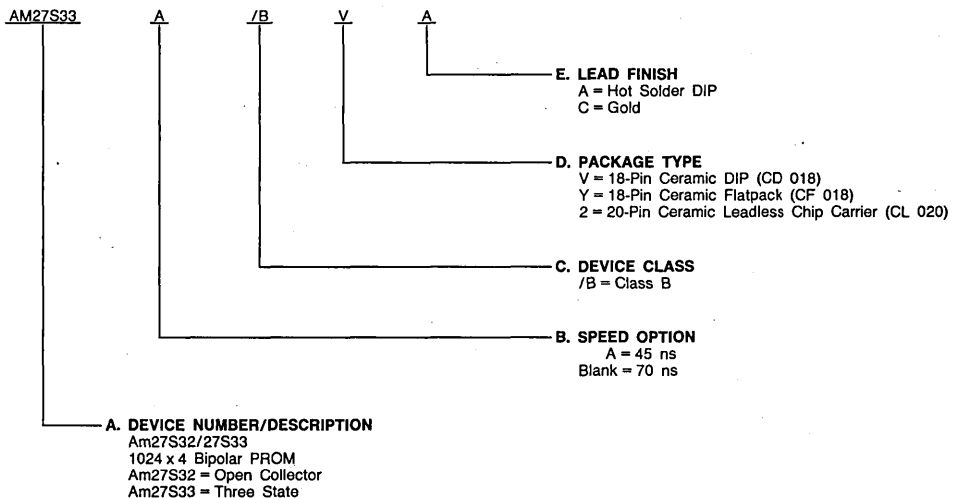 AM27S33 A /B V A
E. LEAD FINISH
A = Hot Solder DIP
C = Gold
D. PACKAGE TYPE
V = 18-Pin Ceramic DIP (CD 018)
Y = 18-Pin Ceramic Flatpack (CF 018)
2 = 20-Pin Ceramic Leadless Chip Carrier (CL 020)
C. DEVICE CLASS
/B = Class B
B. SPEED OPTION
A = 45 ns
Blank = 70 ns
A. DEVICE NUMBER/DESCRIPTION
Am27S32/27S33
1024 x 4 Bipolar PROM
Am27S32 = Open Collector
Am27S33 = Three State